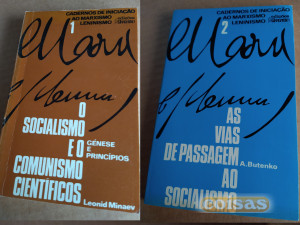 CADERNOS DE INICIAÇÃO
AO MARXISMO
LENINISMO
1
O
SOCIALISMO
E O
COMUNISMO
CIENTÍFICOS
GÉNESE
E
PRINCÍPIOS
Leonid Minaev
CADERNOS DE INICIAÇÃO
AO MARXISMO
LENINISMO
2
AS
VIAS
DE PASSAGEM
AO
SOCIALISMO
A. Butenko
COISAS